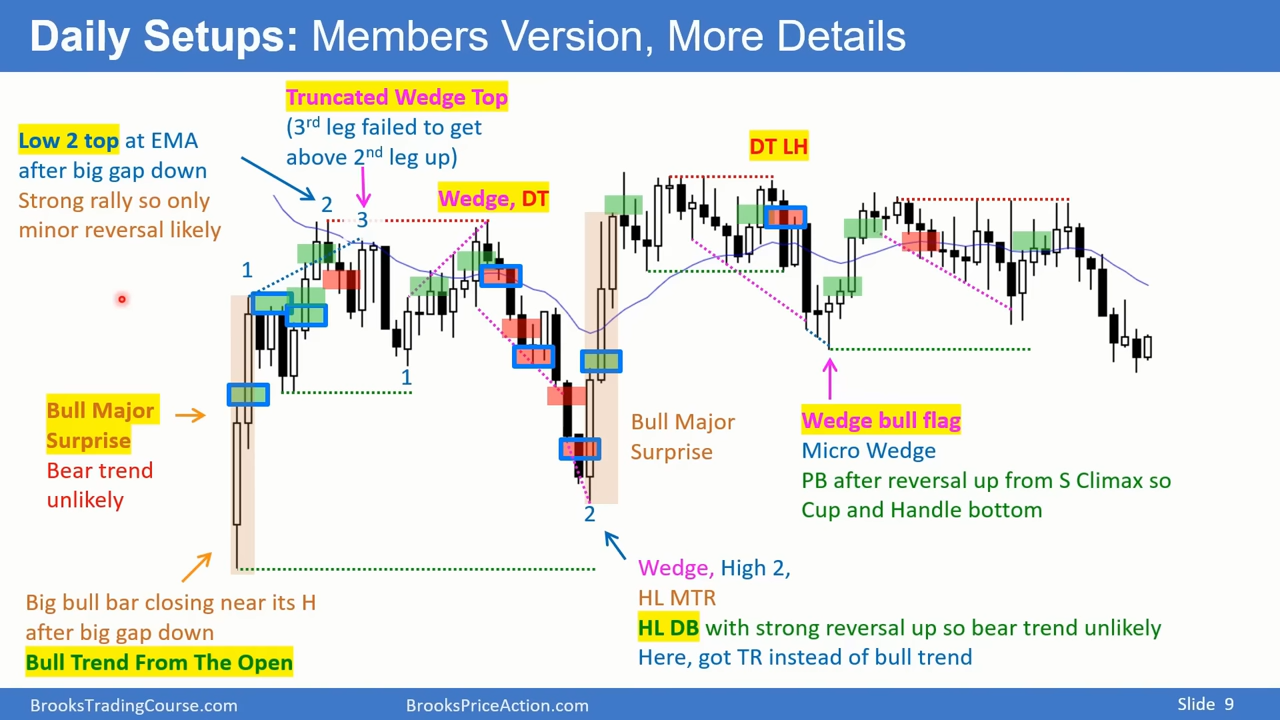 Daily Setups: Members Version, More Details
Truncated Wedge Top
(3rd leg failed to get
above 2nd leg up)
Low 2 top at EMA
after big gap down
Strong rally so only
minor reversal likely
DT LH
Wedge, DT
2
3
1
1
Bull Major
Surprise
Bear trend
unlikely
Bull Major
Surprise
Wedge bull flag
Micro Wedge
PB after reversal up from S Climax so
Cup and Handle bottom
2
Big bull bar closing near its H
after big gap down
Bull Trend From The Open
Wedge, High 2,
HL MTR
HL DB with strong reversal up so bear trend unlikely
Here, got TR instead of bull trend
BrooksTradingCourse.com
BrooksPriceAction.com
Slide 9